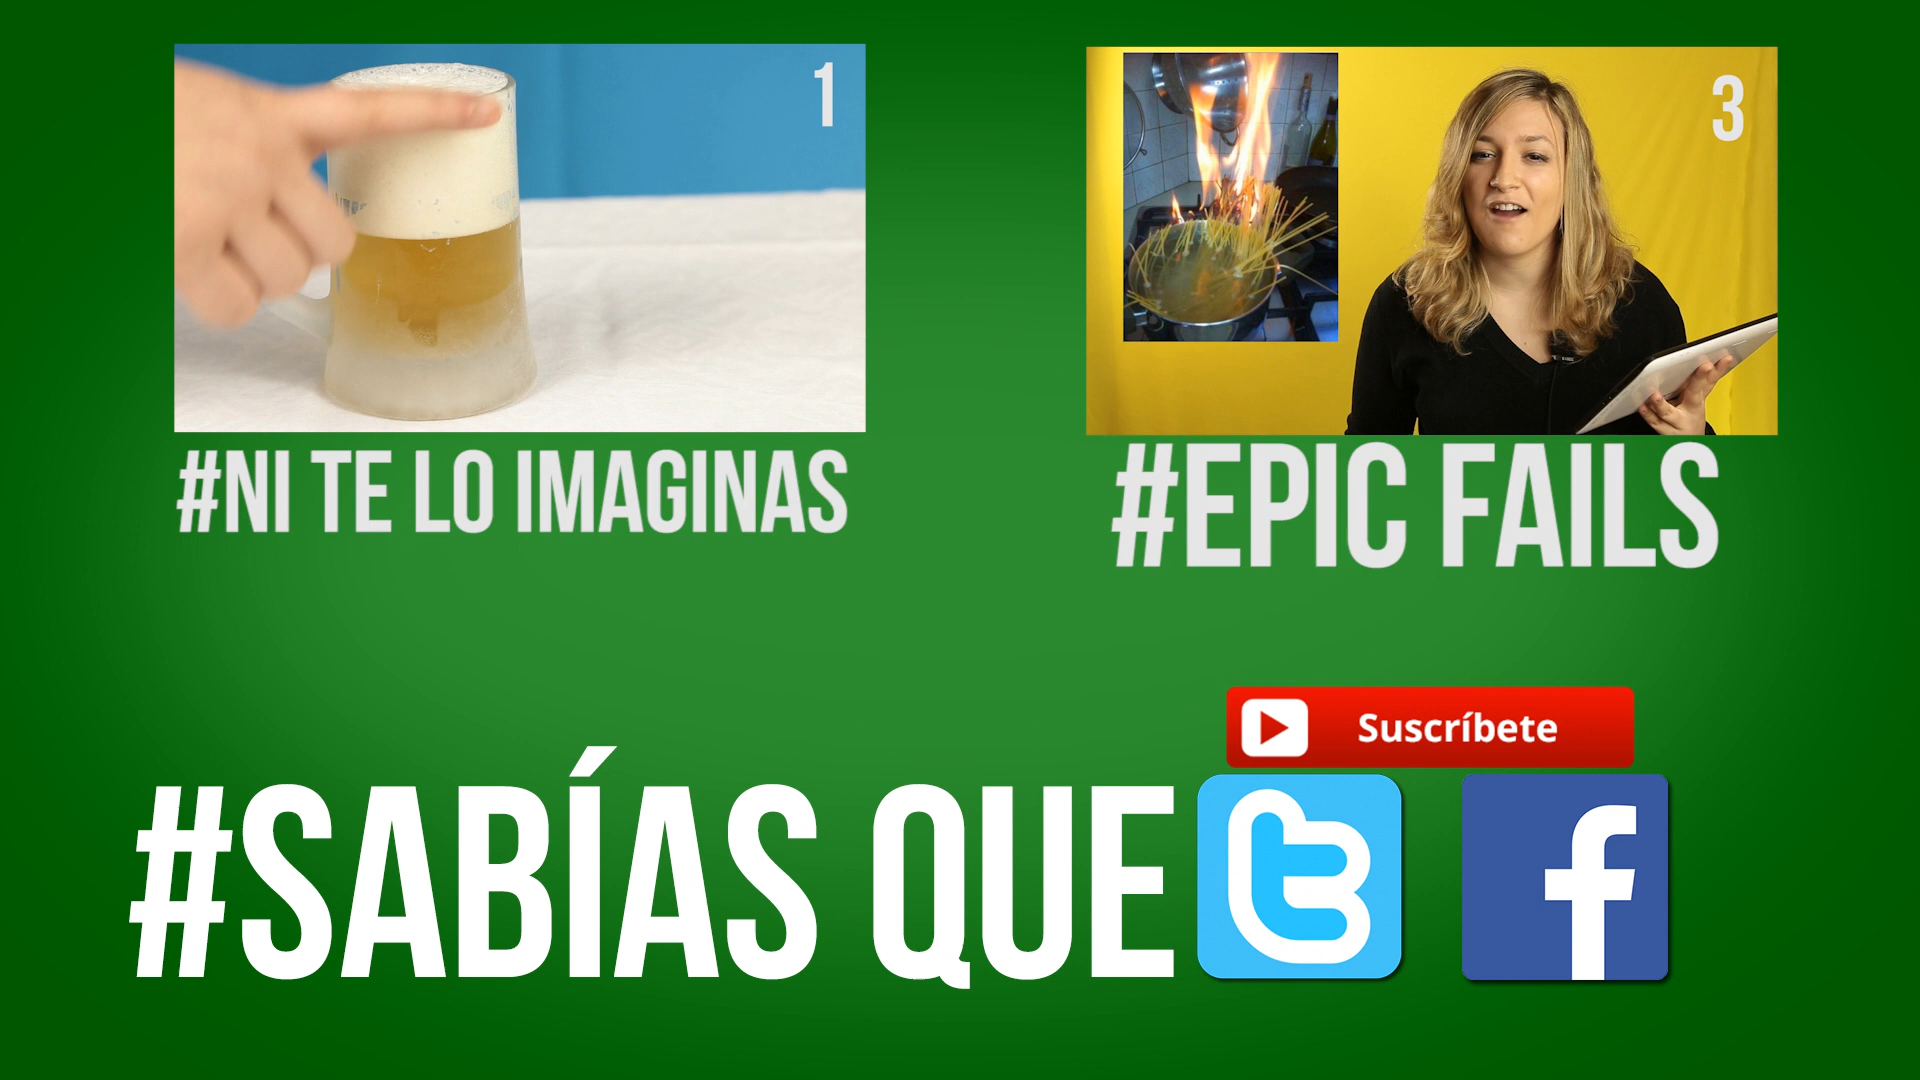 1
3
#NI TE LO IMAGINAS
#EPIC FAILS
Suscríbete
#SABÍAS QUE